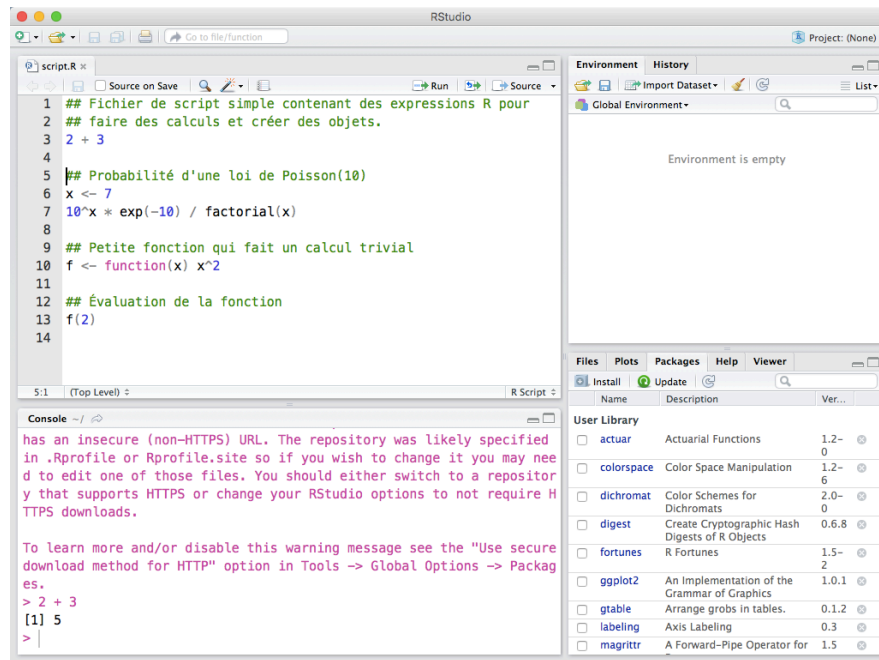 RStudio
Go to file/function
Project: (None)
script.R
Source on Save
Run
Source
1 ## Fichier de script simple contenant des expressions R pour
2 ## faire des calculs et créer des objets.
3 2 + 3
4
5 ## Probabilité d'une loi de Poisson(10)
6 x <- 7
7 10^x * exp(-10) / factorial(x)
8
9 ## Petite fonction qui fait un calcul trivial
10 f <- function(x) x^2
11
12 ## Évaluation de la fonction
13 f(2)
14
5:1 (Top Level) R Script
Console ~/
has an insecure (non-HTTPS) URL. The repository was likely specified
in .Rprofile or Rprofile.site so if you wish to change it you may nee
d to edit one of those files. You should either switch to a repositor
y that supports HTTPS or change your RStudio options to not require H
TTPS downloads.
To learn more and/or disable this warning message see the "Use secure
download method for HTTP" option in Tools -> Global Options -> Packag
es.
> 2 + 3
[1] 5
>
Environment History
Import Dataset List
Global Environment
Environment is empty
Files Plots Packages Help Viewer
Install Update
Name Description Ver...
User Library
actuar Actuarial Functions 1.2-
0
colorspace Color Space Manipulation 1.2-
6
dichromat Color Schemes for 2.0-
Dichromats 0
digest Create Cryptographic Hash 0.6.8
Digests of R Objects
fortunes R Fortunes 1.5-
2
ggplot2 An Implementation of the 1.0.1
Grammar of Graphics
gtable Arrange grobs in tables. 0.1.2
labeling Axis Labeling 0.3
magrittr A Forward-Pipe Operator for 1.5